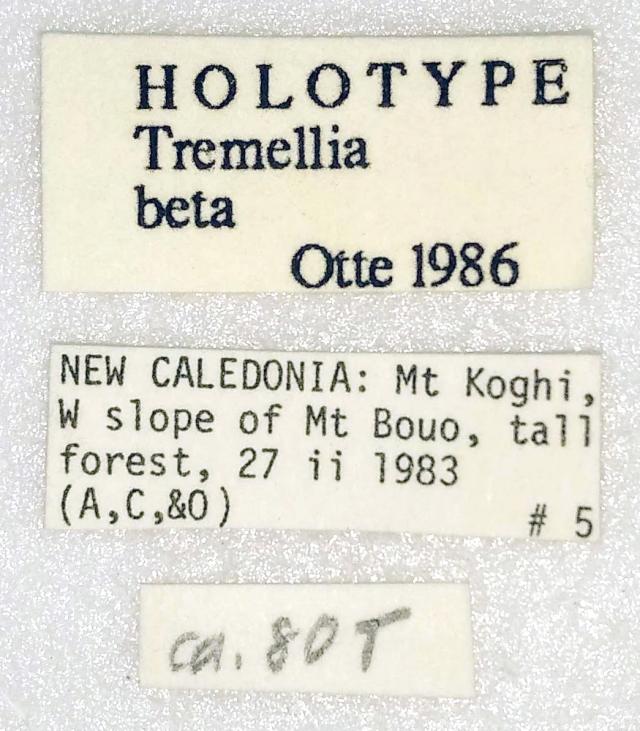 HOLOTYPE
Tremellia
beta
Otte 1986
NEW CALEDONIA: Mt Koghi,
W slope of Mt Bouo, tall
forest, 27 ii 1983
(A,C,&O) # 5
ca. 80T